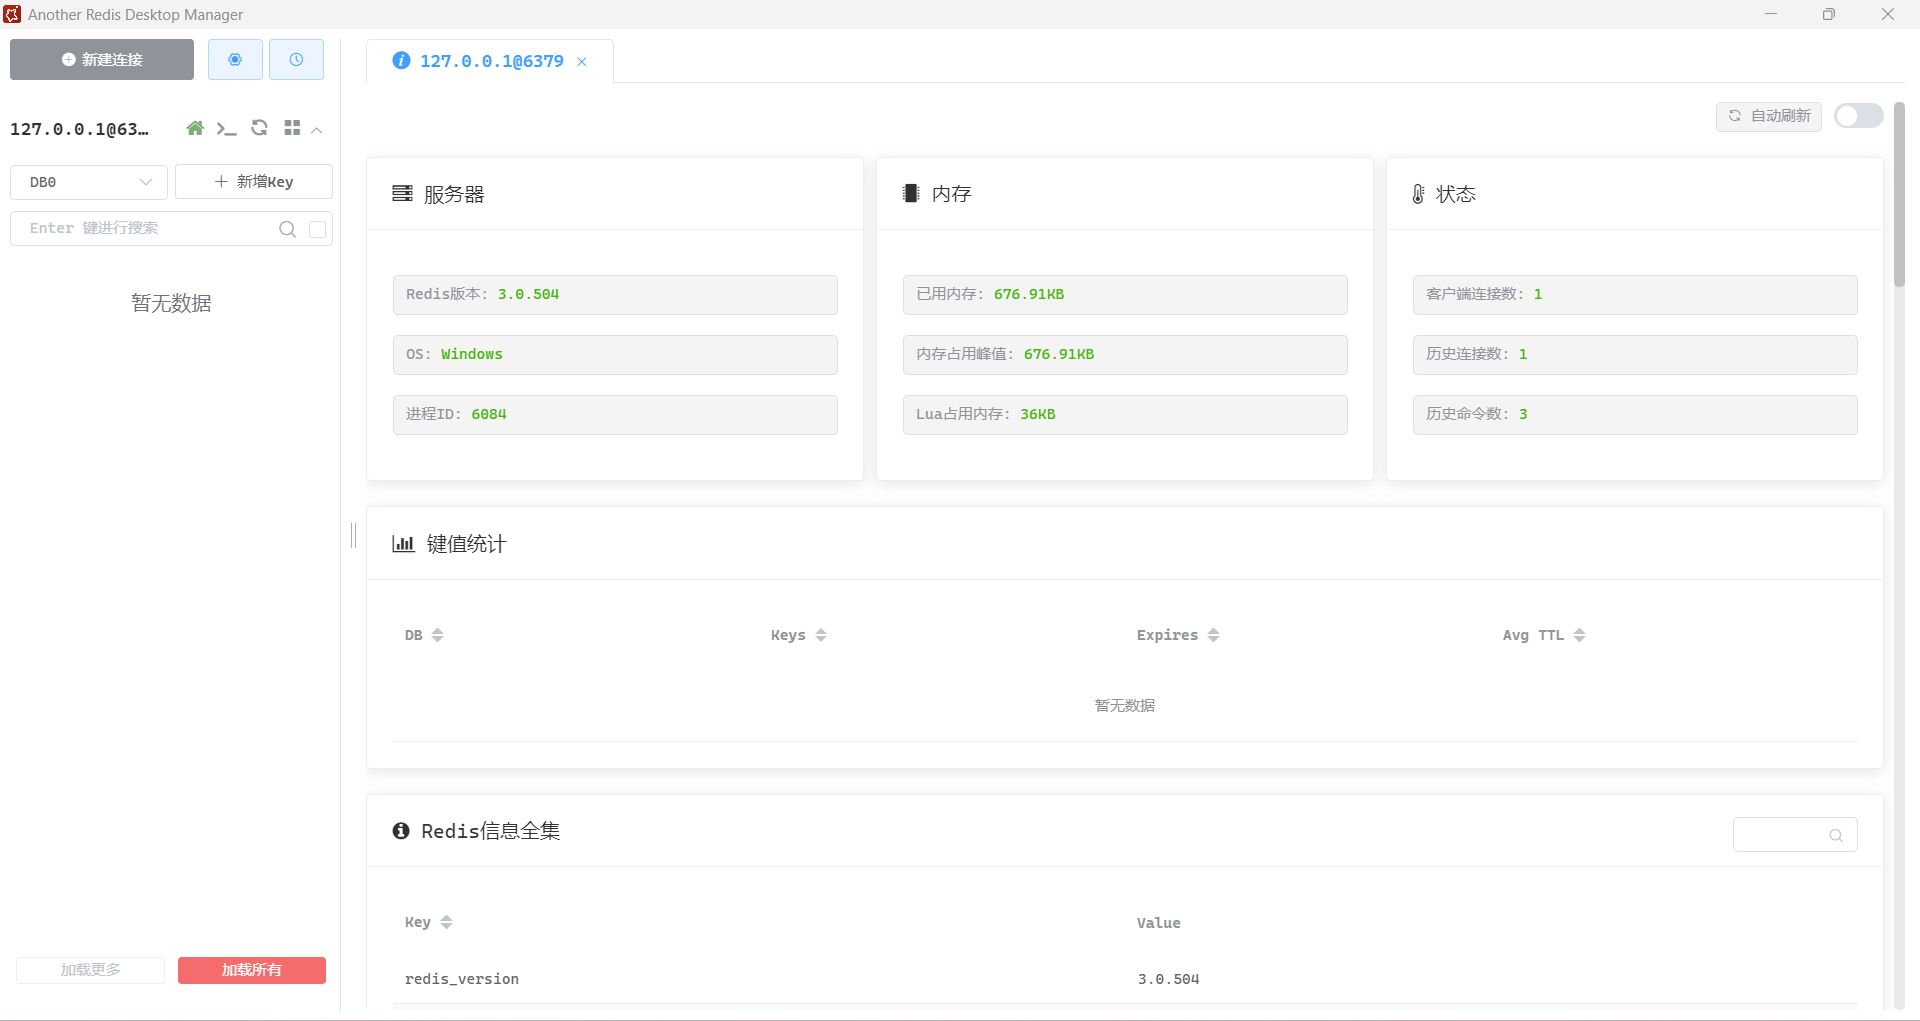 Another Redis Desktop Manager
新建连接
127.0.0.1@63…
DB0
新增Key
Enter 键进行搜索
暂无数据
加载更多
加载所有
127.0.0.1@6379
自动刷新
服务器
Redis版本: 3.0.504
OS: Windows
进程ID: 6084
内存
已用内存: 676.91KB
内存占用峰值: 676.91KB
Lua占用内存: 36KB
状态
客户端连接数: 1
历史连接数: 1
历史命令数: 3
键值统计
DB Keys Expires Avg TTL
暂无数据
Redis信息全集
Key Value
redis_version 3.0.504